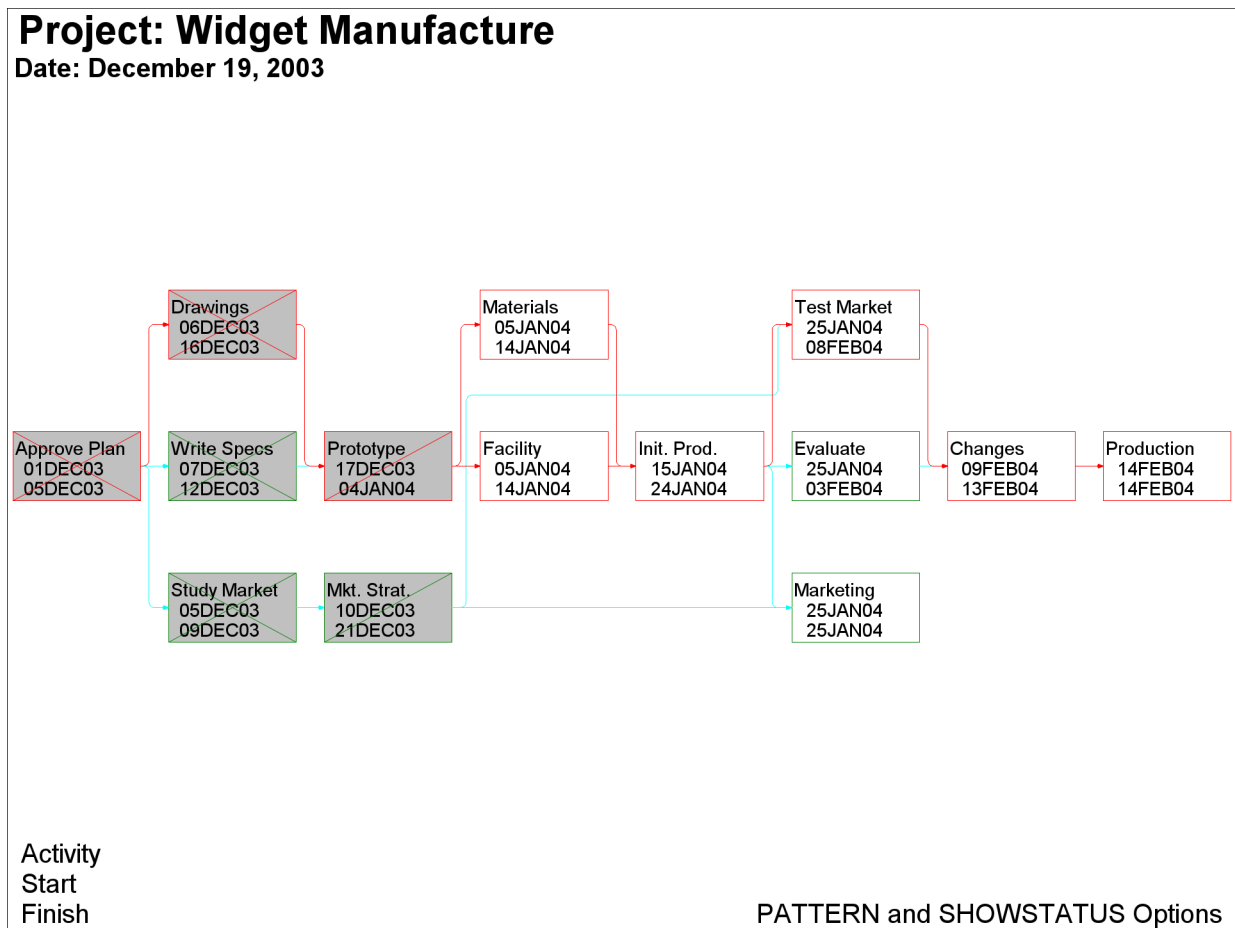 Project: Widget Manufacture
Date: December 19, 2003
Drawings
06DEC03
16DEC03
Materials
05JAN04
14JAN04
Test Market
25JAN04
08FEB04
Approve Plan
01DEC03
05DEC03
Write Specs
07DEC03
12DEC03
Prototype
17DEC03
04JAN04
Facility
05JAN04
14JAN04
Init. Prod.
15JAN04
24JAN04
Evaluate
25JAN04
03FEB04
Changes
09FEB04
13FEB04
Production
14FEB04
14FEB04
Study Market
05DEC03
09DEC03
Mkt. Strat.
10DEC03
21DEC03
Marketing
25JAN04
25JAN04
Activity
Start
Finish
PATTERN and SHOWSTATUS Options